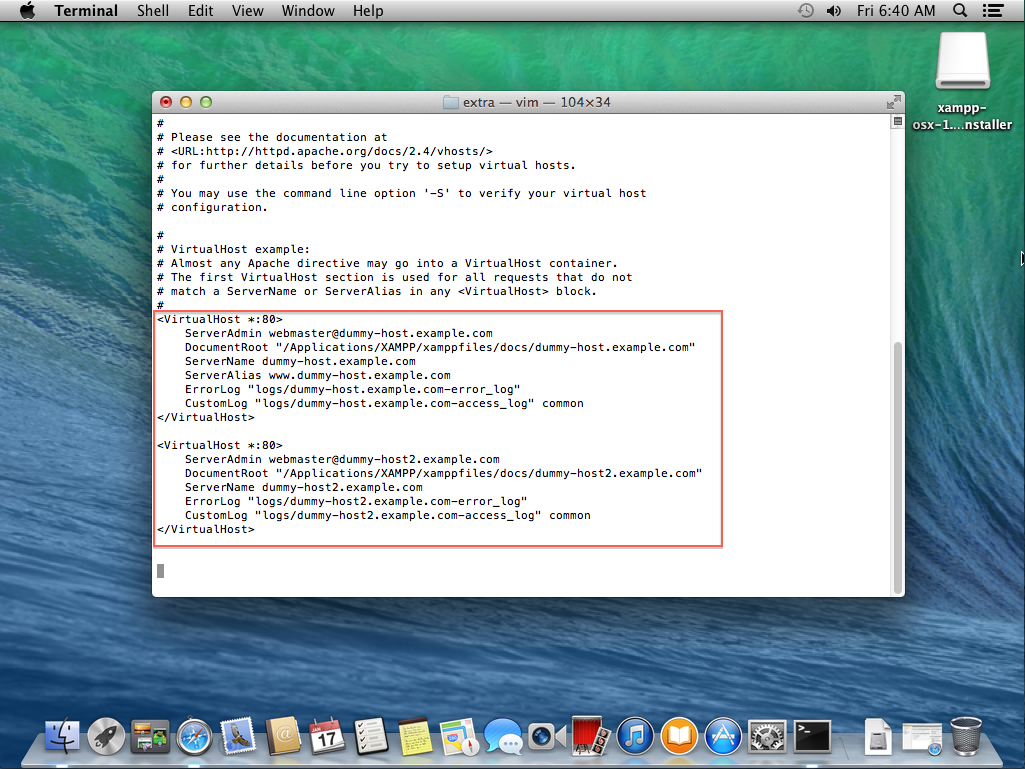 Terminal Shell Edit View Window Help Fri 6:40 AM
xampp-
osx-1....nstaller
extra — vim — 104×34
#
# Please see the documentation at
# <URL:http://httpd.apache.org/docs/2.4/vhosts/>
# for further details before you try to setup virtual hosts.
#
# You may use the command line option '-S' to verify your virtual host
# configuration.
#
# VirtualHost example:
# Almost any Apache directive may go into a VirtualHost container.
# The first VirtualHost section is used for all requests that do not
# match a ServerName or ServerAlias in any <VirtualHost> block.
#
<VirtualHost *:80>
    ServerAdmin webmaster@dummy-host.example.com
    DocumentRoot "/Applications/XAMPP/xamppfiles/docs/dummy-host.example.com"
    ServerName dummy-host.example.com
    ServerAlias www.dummy-host.example.com
    ErrorLog "logs/dummy-host.example.com-error_log"
    CustomLog "logs/dummy-host.example.com-access_log" common
</VirtualHost>
<VirtualHost *:80>
    ServerAdmin webmaster@dummy-host2.example.com
    DocumentRoot "/Applications/XAMPP/xamppfiles/docs/dummy-host2.example.com"
    ServerName dummy-host2.example.com
    ErrorLog "logs/dummy-host2.example.com-error_log"
    CustomLog "logs/dummy-host2.example.com-access_log" common
</VirtualHost>
JAN
17